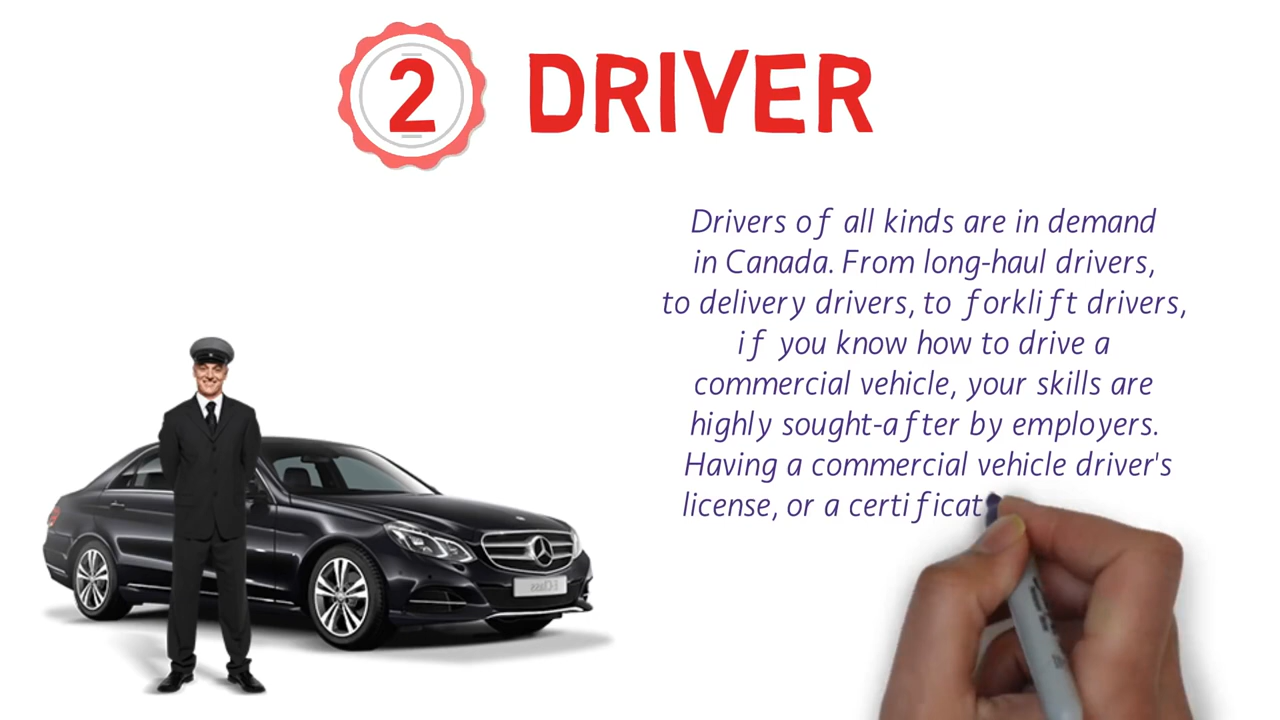 2 DRIVER
Drivers of all kinds are in demand
in Canada. From long-haul drivers,
to delivery drivers, to forklift drivers,
if you know how to drive a
commercial vehicle, your skills are
highly sought-after by employers.
Having a commercial vehicle driver's
license, or a certificat
E-Class